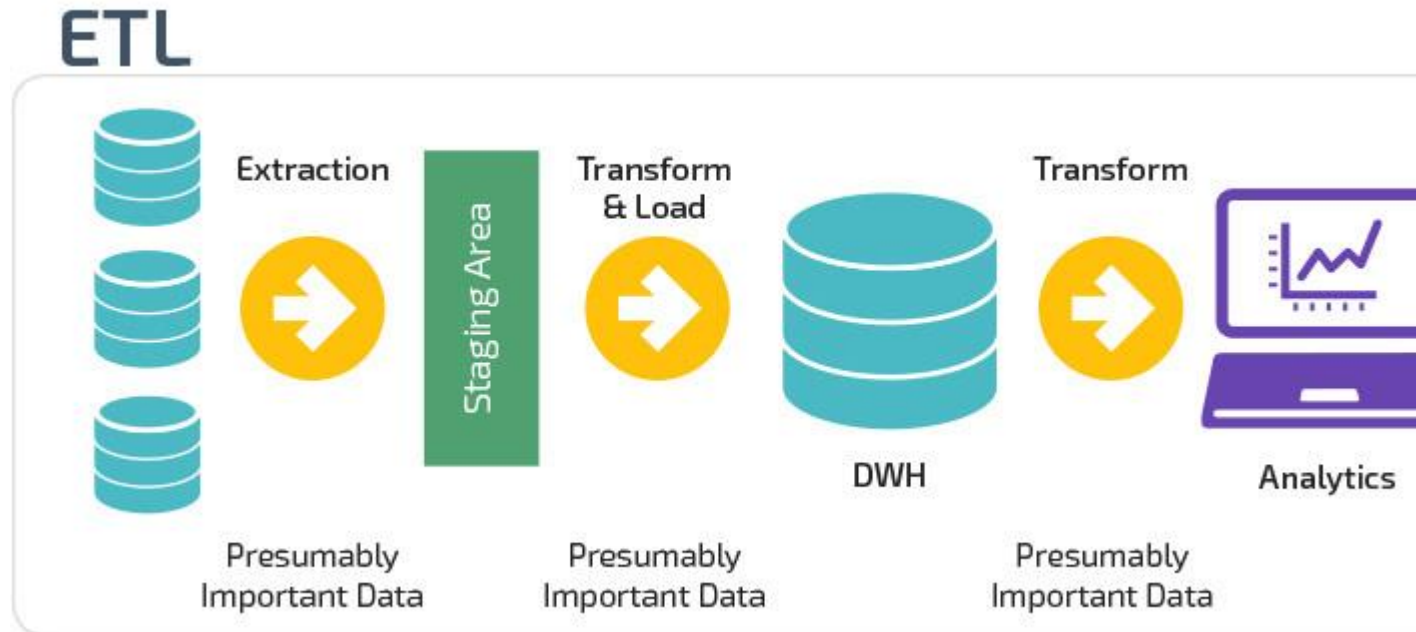 ETL
Extraction
Staging Area
Transform
& Load
Transform
DWH
Analytics
Presumably
Important Data
Presumably
Important Data
Presumably
Important Data